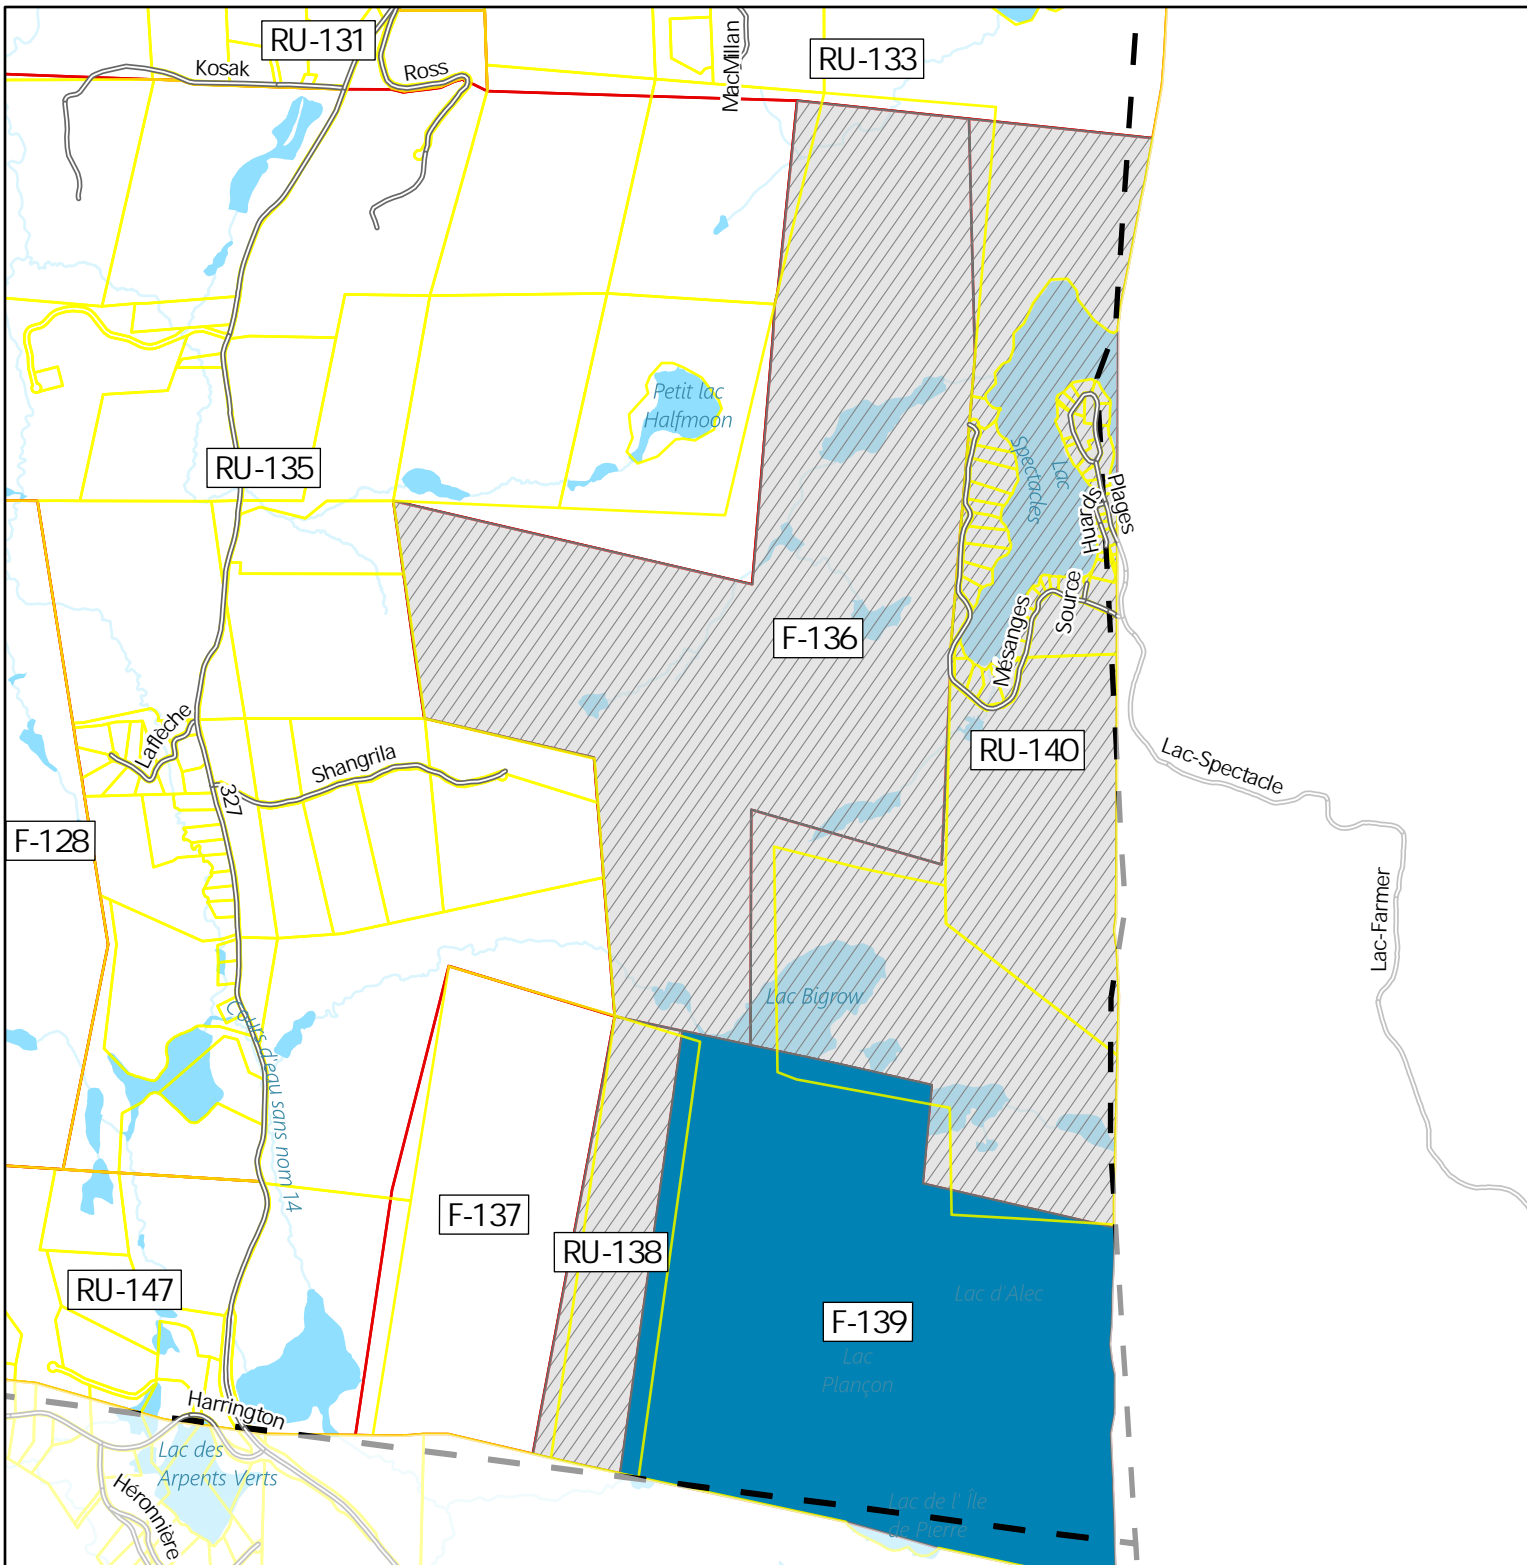 RU-131
Kosak
Ross
MacMillan
RU-133
Petit lac
Halfmoon
RU-135
Lac
Spectacles
Plages
Huards
Source
Mésanges
F-136
RU-140
Lac-Spectacle
Laflèche
Shangrila
327
F-128
Lac-Farmer
Lac Bigrow
Cours d'eau sans nom 14
F-137
RU-138
RU-147
Lac d'Alec
F-139
Lac
Plançon
Harrington
Lac des
Arpents Verts
Héronnière
Lac de l' Île
de Pierre